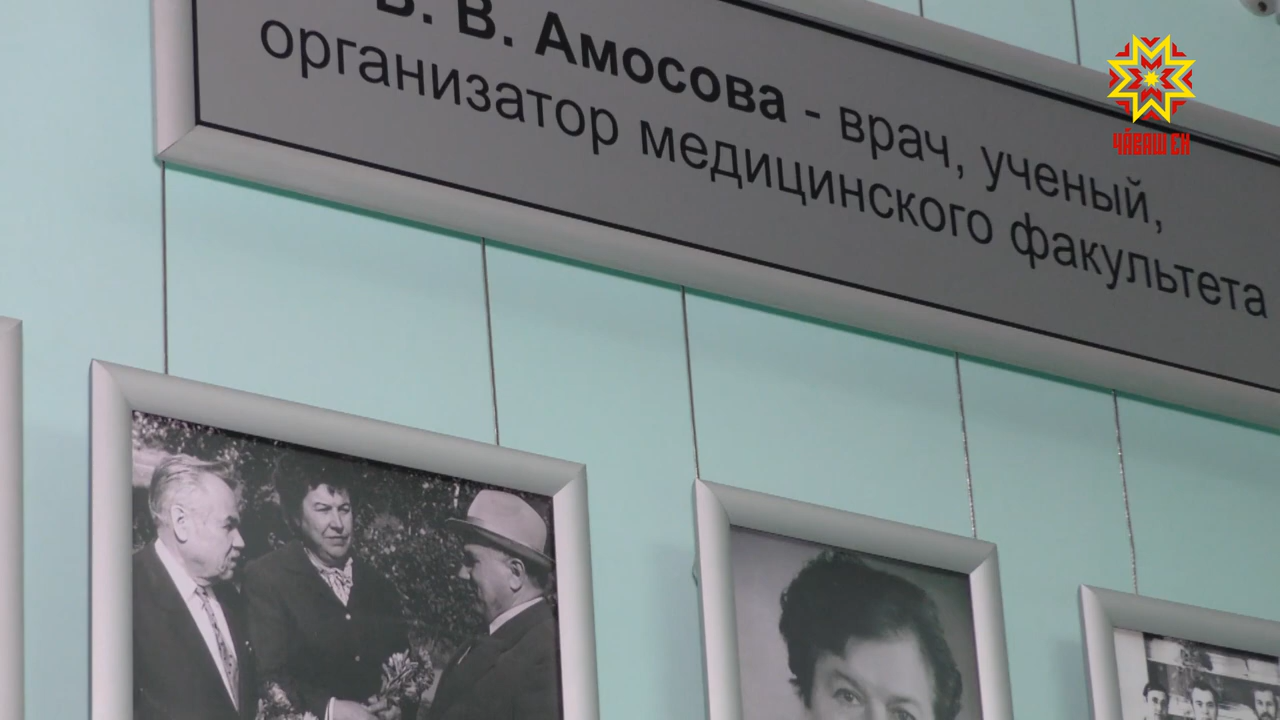 В. В. Амосова - врач, ученый,
организатор медицинского факультета
ЧӐВАШ ЕН